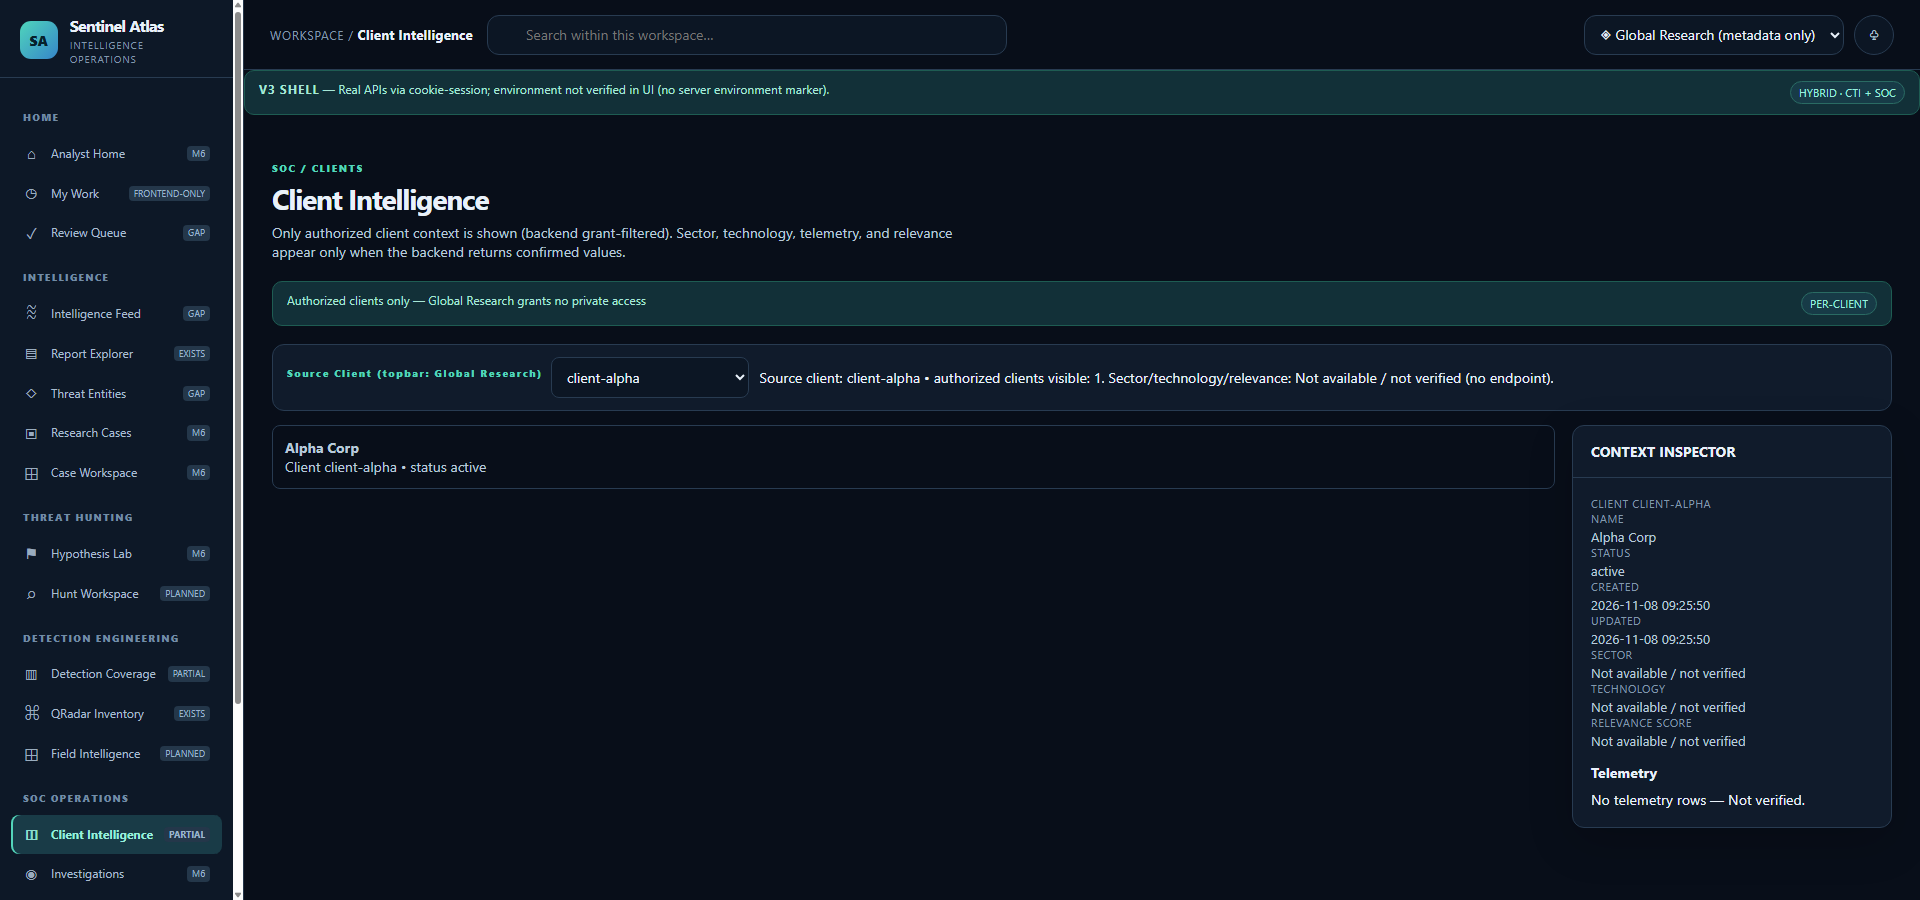 SA
Sentinel Atlas
INTELLIGENCE
OPERATIONS
HOME
Analyst Home M6
My Work FRONTEND-ONLY
Review Queue GAP
INTELLIGENCE
Intelligence Feed GAP
Report Explorer EXISTS
Threat Entities GAP
Research Cases M6
Case Workspace M6
THREAT HUNTING
Hypothesis Lab M6
Hunt Workspace PLANNED
DETECTION ENGINEERING
Detection Coverage PARTIAL
QRadar Inventory EXISTS
Field Intelligence PLANNED
SOC OPERATIONS
Client Intelligence PARTIAL
Investigations M6
WORKSPACE / Client Intelligence
Search within this workspace...
◈ Global Research (metadata only)
V3 SHELL — Real APIs via cookie-session; environment not verified in UI (no server environment marker).
HYBRID · CTI + SOC
SOC / CLIENTS
Client Intelligence
Only authorized client context is shown (backend grant-filtered). Sector, technology, telemetry, and relevance
appear only when the backend returns confirmed values.
Authorized clients only — Global Research grants no private access
PER-CLIENT
Source Client (topbar: Global Research)
client-alpha
Source client: client-alpha • authorized clients visible: 1. Sector/technology/relevance: Not available / not verified (no endpoint).
Alpha Corp
Client client-alpha • status active
CONTEXT INSPECTOR
CLIENT CLIENT-ALPHA
NAME
Alpha Corp
STATUS
active
CREATED
2026-11-08 09:25:50
UPDATED
2026-11-08 09:25:50
SECTOR
Not available / not verified
TECHNOLOGY
Not available / not verified
RELEVANCE SCORE
Not available / not verified
Telemetry
No telemetry rows — Not verified.